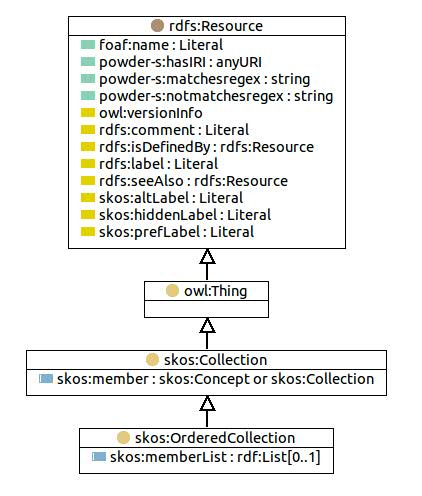 rdfs:Resource
foaf:name : Literal
powder-s:hasIRI : anyURI
powder-s:matchesregex : string
powder-s:notmatchesregex : string
owl:versionInfo
rdfs:comment : Literal
rdfs:isDefinedBy : rdfs:Resource
rdfs:label : Literal
rdfs:seeAlso : rdfs:Resource
skos:altLabel : Literal
skos:hiddenLabel : Literal
skos:prefLabel : Literal
owl:Thing
skos:Collection
skos:member : skos:Concept or skos:Collection
skos:OrderedCollection
skos:memberList : rdf:List[0..1]